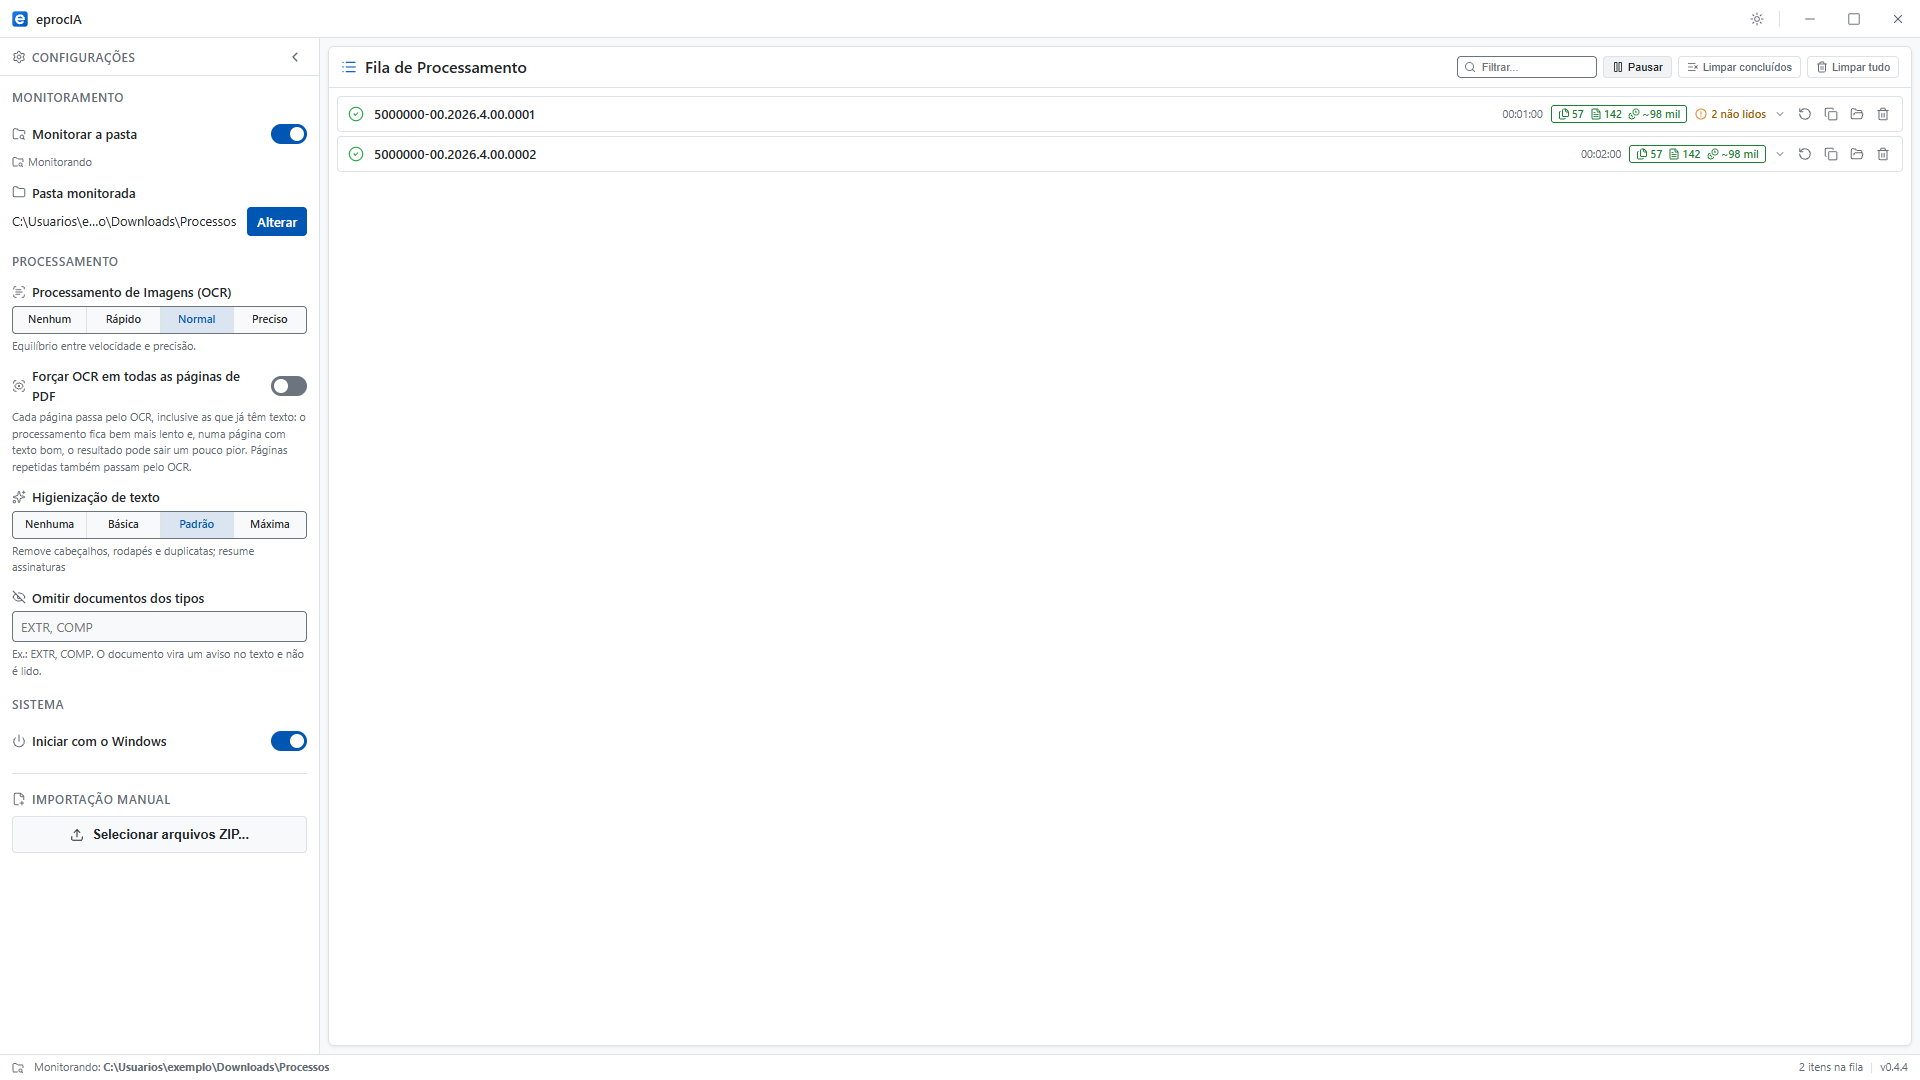 eprocIA
CONFIGURAÇÕES
MONITORAMENTO
Monitorar a pasta
Monitorando
Pasta monitorada
C:\Usuarios\e...o\Downloads\Processos
Alterar
PROCESSAMENTO
Processamento de Imagens (OCR)
Nenhum Rápido Normal Preciso
Equilíbrio entre velocidade e precisão.
Forçar OCR em todas as páginas de
PDF
Cada página passa pelo OCR, inclusive as que já têm texto: o
processamento fica bem mais lento e, numa página com
texto bom, o resultado pode sair um pouco pior. Páginas
repetidas também passam pelo OCR.
Higienização de texto
Nenhuma Básica Padrão Máxima
Remove cabeçalhos, rodapés e duplicatas; resume
assinaturas
Omitir documentos dos tipos
EXTR, COMP
Ex.: EXTR, COMP. O documento vira um aviso no texto e não
é lido.
SISTEMA
Iniciar com o Windows
IMPORTAÇÃO MANUAL
Selecionar arquivos ZIP...
Fila de Processamento
Filtrar...
Pausar
Limpar concluídos
Limpar tudo
5000000-00.2026.4.00.0001 00:01:00 57 142 ~98 mil 2 não lidos
5000000-00.2026.4.00.0002 00:02:00 57 142 ~98 mil
Monitorando: C:\Usuarios\exemplo\Downloads\Processos
2 itens na fila v0.4.4